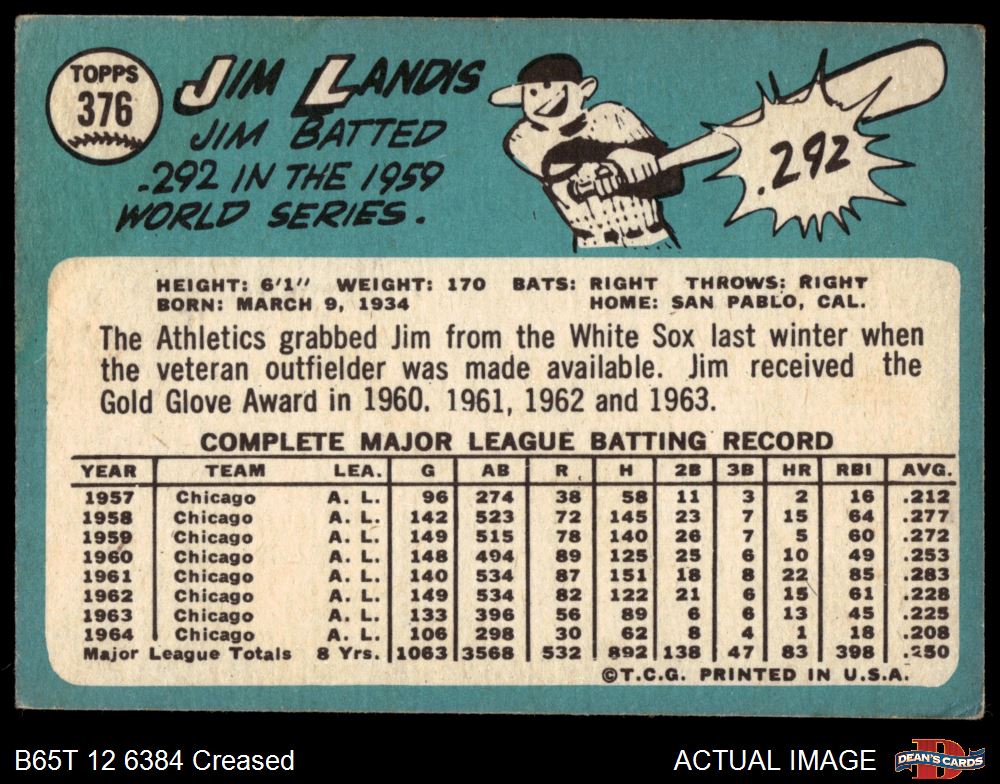 TOPPS
376
JIM LANDIS
JIM BATTED
.292 IN THE 1959
WORLD SERIES.
.292
HEIGHT: 6'1" WEIGHT: 170 BATS: RIGHT THROWS: RIGHT
BORN: MARCH 9, 1934 HOME: SAN PABLO, CAL.
The Athletics grabbed Jim from the White Sox last winter when
the veteran outfielder was made available. Jim received the
Gold Glove Award in 1960. 1961, 1962 and 1963.
COMPLETE MAJOR LEAGUE BATTING RECORD
YEAR TEAM LEA. G AB R H 2B 3B HR RBI AVG.
1957 Chicago A. L. 96 274 38 58 11 3 2 16 .212
1958 Chicago A. L. 142 523 72 145 23 7 15 64 .277
1959 Chicago A. L. 149 515 78 140 26 7 5 60 .272
1960 Chicago A. L. 148 494 89 125 25 6 10 49 .253
1961 Chicago A. L. 140 534 87 151 18 8 22 85 .283
1962 Chicago A. L. 149 534 82 122 21 6 15 61 .228
1963 Chicago A. L. 133 396 56 89 6 6 13 45 .225
1964 Chicago A. L. 106 298 30 62 8 4 1 18 .208
Major League Totals 8 Yrs. 1063 3568 532 892 138 47 83 398 .250
©T.C.G. PRINTED IN U.S.A.
B65T 12 6384 Creased
ACTUAL IMAGE
DEAN'S CARDS